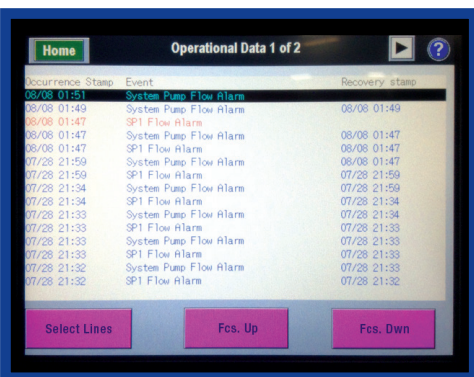 Home Operational Data 1 of 2 ?
Occurrence Stamp Event Recovery stamp
08/08 01:51 System Pump Flow Alarm
08/08 01:49 System Pump Flow Alarm 08/08 01:49
08/08 01:47 SP1 Flow Alarm
08/08 01:47 System Pump Flow Alarm 08/08 01:47
08/08 01:47 SP1 Flow Alarm 08/08 01:47
07/28 21:59 System Pump Flow Alarm 08/08 01:47
07/28 21:59 SP1 Flow Alarm 07/28 21:59
07/28 21:34 System Pump Flow Alarm 07/28 21:59
07/28 21:34 SP1 Flow Alarm 07/28 21:34
07/28 21:33 System Pump Flow Alarm 07/28 21:34
07/28 21:33 SP1 Flow Alarm 07/28 21:33
07/28 21:33 System Pump Flow Alarm 07/28 21:33
07/28 21:33 SP1 Flow Alarm 07/28 21:33
07/28 21:32 System Pump Flow Alarm 07/28 21:33
07/28 21:32 SP1 Flow Alarm 07/28 21:32
Select Lines Fcs. Up Fcs. Dwn